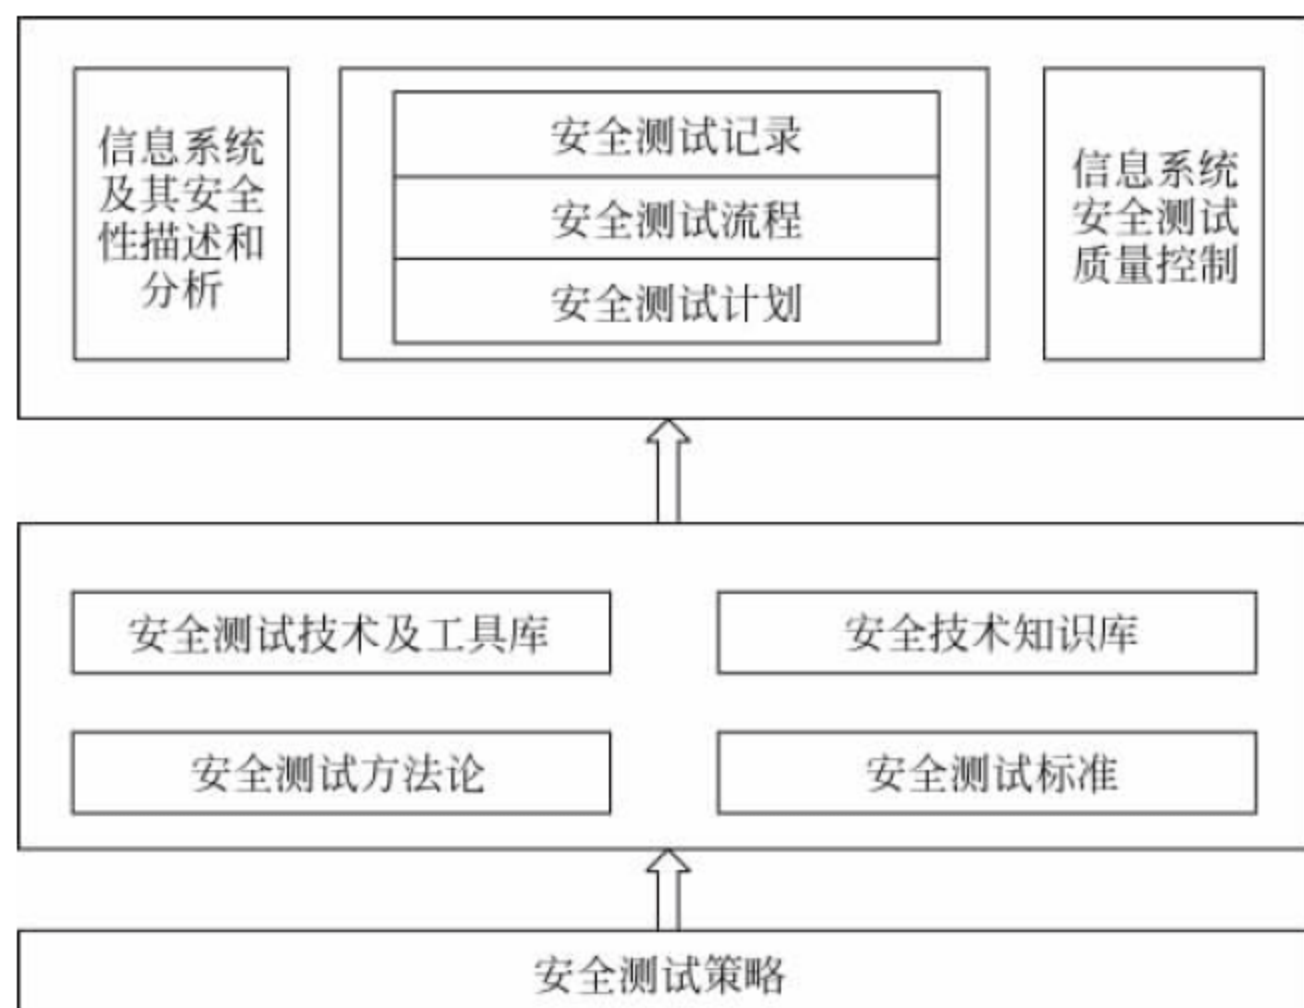 信息系统
及其安全
性描述和
分析
安全测试记录
安全测试流程
安全测试计划
信息系统
安全测试
质量控制
安全测试技术及工具库
安全技术知识库
安全测试方法论
安全测试标准
安全测试策略